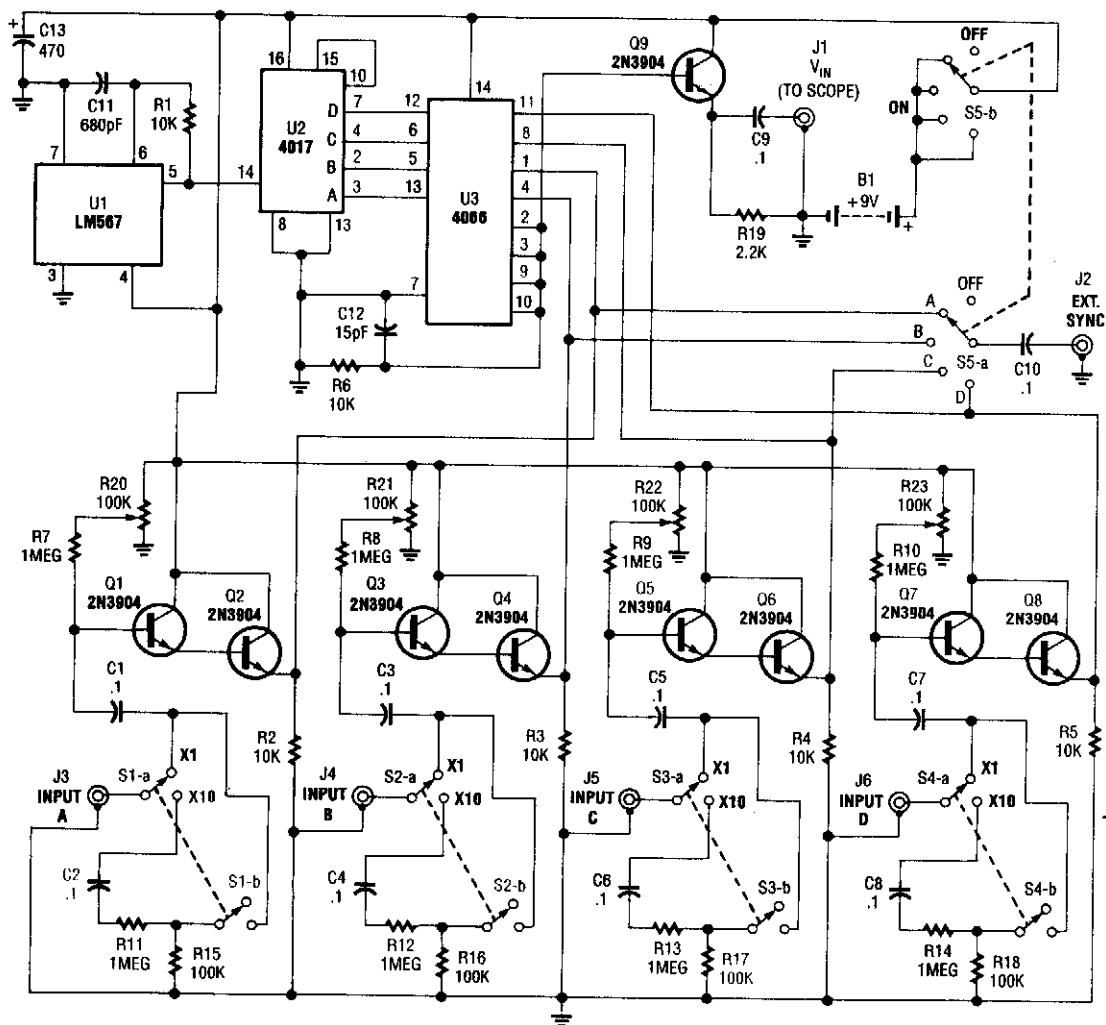 +
C13
470
C11
680pF
R1
10K
7
6
5
U1
LM567
3
4
14
16
15
10
U2
4017
D
7
C
4
B
2
A
3
8
13
12
6
5
13
14
U3
4066
11
8
1
4
2
3
9
10
7
C12
15pF
R6
10K
Q9
2N3904
J1
VIN
(TO SCOPE)
C9
.1
R19
2.2K
B1
+9V
+
OFF
ON
S5-b
OFF
A
B
C
D
S5-a
C10
.1
J2
EXT.
SYNC
R20
100K
R7
1MEG
Q1
2N3904
Q2
2N3904
C1
.1
R2
10K
J3
INPUT
A
S1-a
X1
X10
C2
.1
S1-b
R11
1MEG
R15
100K
R21
100K
R8
1MEG
Q3
2N3904
Q4
2N3904
C3
.1
R3
10K
J4
INPUT
B
S2-a
X1
X10
C4
.1
S2-b
R12
1MEG
R16
100K
R22
100K
R9
1MEG
Q5
2N3904
Q6
2N3904
C5
.1
R4
10K
J5
INPUT
C
S3-a
X1
X10
C6
.1
S3-b
R13
1MEG
R17
100K
R23
100K
R10
1MEG
Q7
2N3904
Q8
2N3904
C7
.1
R5
10K
J6
INPUT
D
S4-a
X1
X10
C8
.1
S4-b
R14
1MEG
R18
100K